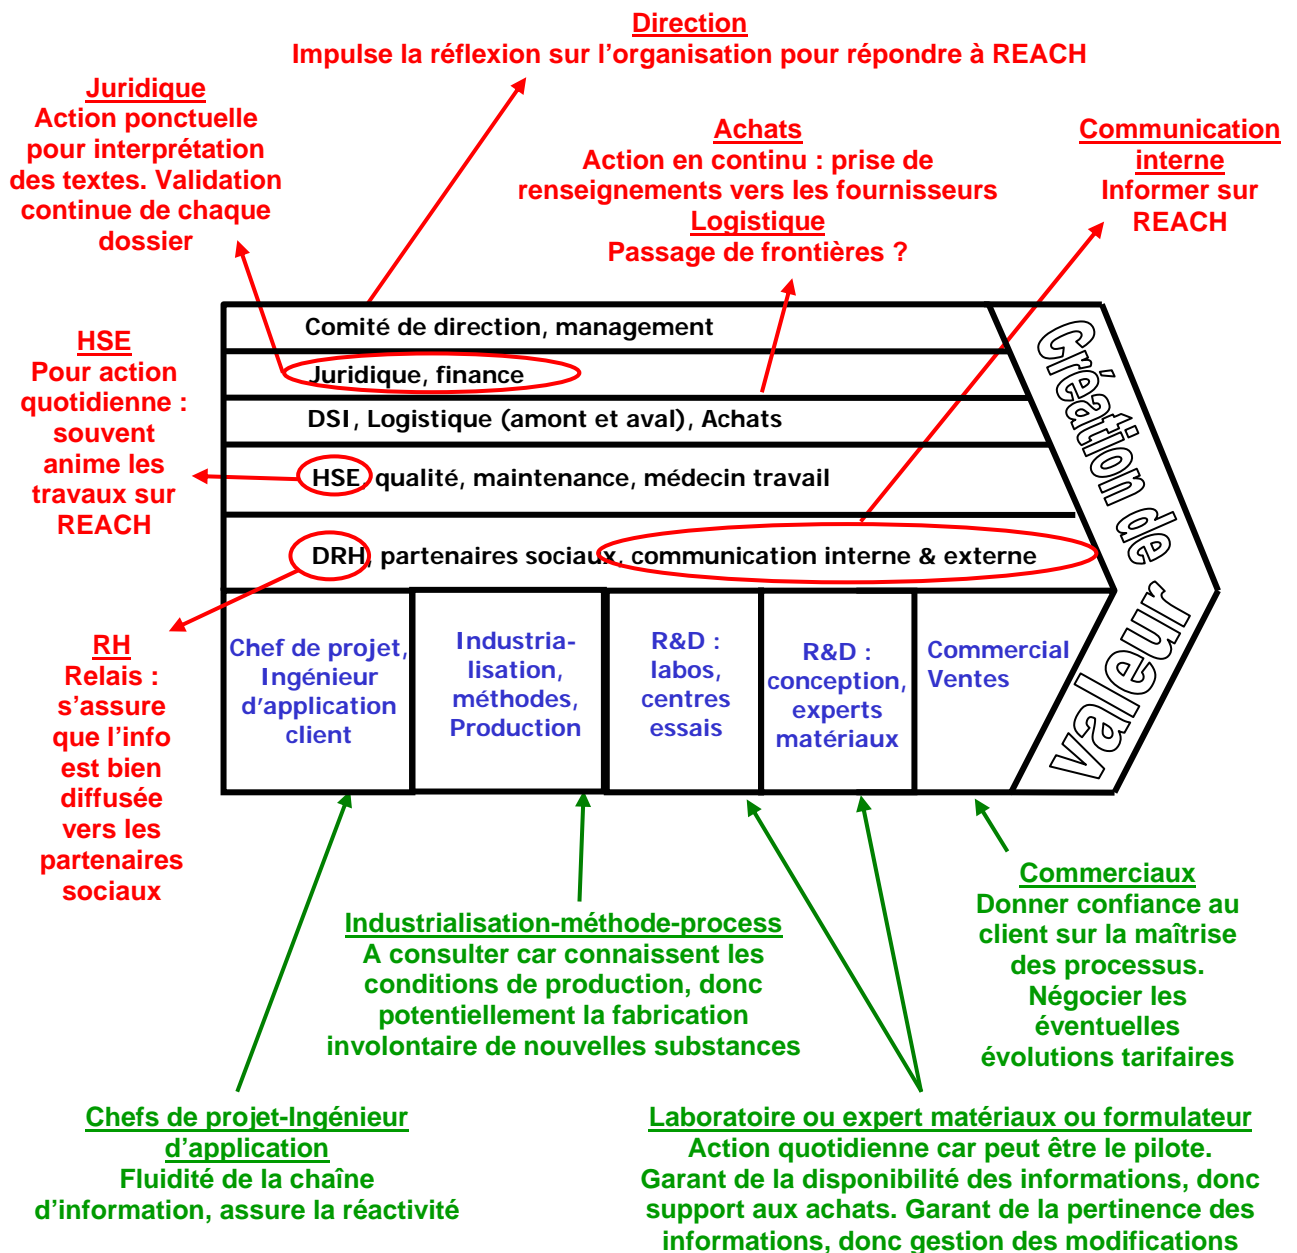 Direction
Impulse la réflexion sur l’organisation pour répondre à REACH
Juridique
Action ponctuelle
pour interprétation
des textes. Validation
continue de chaque
dossier
Achats
Action en continu : prise de
renseignements vers les fournisseurs
Logistique
Passage de frontières ?
Communication
interne
Informer sur
REACH
HSE
Pour action
quotidienne :
souvent
anime les
travaux sur
REACH
Comité de direction, management
Juridique, finance
DSI, Logistique (amont et aval), Achats
HSE, qualité, maintenance, médecin travail
DRH, partenaires sociaux, communication interne & externe
Création de
valeur
RH
Relais :
s’assure
que l’info
est bien
diffusée
vers les
partenaires
sociaux
Chef de projet,
Ingénieur
d’application
client
Industria-
lisation,
méthodes,
Production
R&D :
labos,
centres
essais
R&D :
conception,
experts
matériaux
Commercial
Ventes
Industrialisation-méthode-process
A consulter car connaissent les
conditions de production, donc
potentiellement la fabrication
involontaire de nouvelles substances
Commerciaux
Donner confiance au
client sur la maîtrise
des processus.
Négocier les
éventuelles
évolutions tarifaires
Chefs de projet-Ingénieur
d’application
Fluidité de la chaîne
d’information, assure la réactivité
Laboratoire ou expert matériaux ou formulateur
Action quotidienne car peut être le pilote.
Garant de la disponibilité des informations, donc
support aux achats. Garant de la pertinence des
informations, donc gestion des modifications